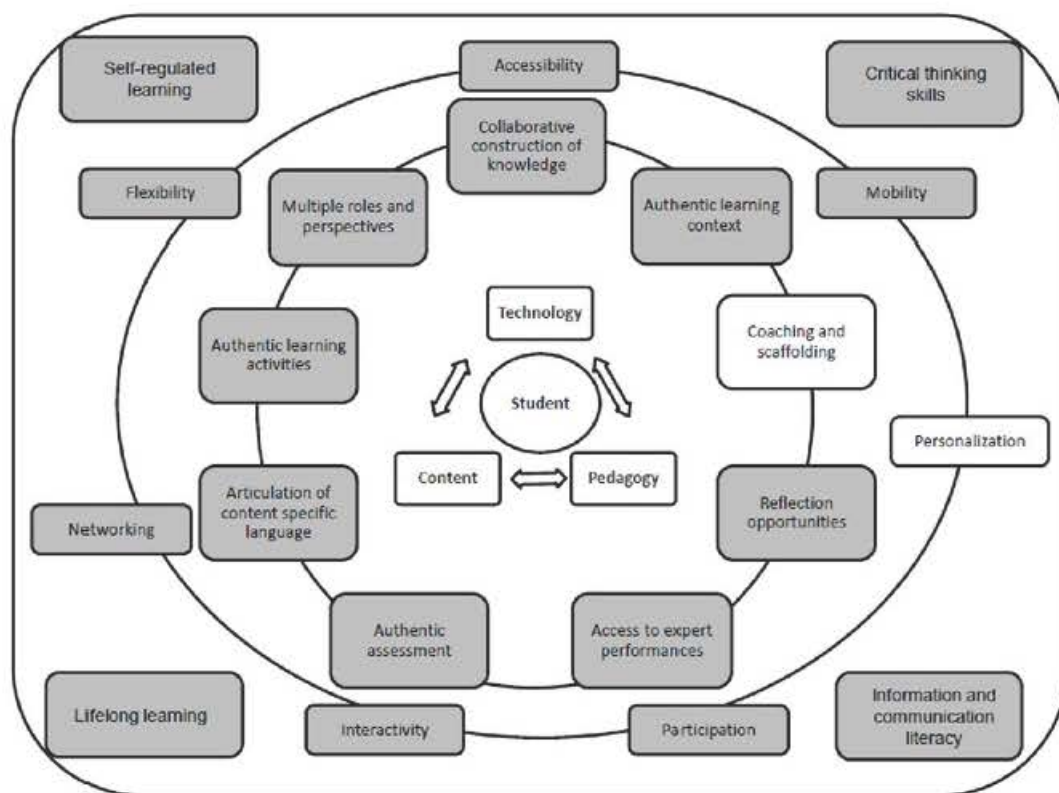 Self-regulated
learning
Accessibility
Critical thinking
skills
Collaborative
construction of
knowledge
Flexibility
Multiple roles and
perspectives
Authentic learning
context
Mobility
Technology
Authentic learning
activities
Coaching and
scaffolding
Student
Personalization
Content
Pedagogy
Articulation of
content specific
language
Reflection
opportunities
Networking
Authentic
assessment
Access to expert
performances
Lifelong learning
Interactivity
Participation
Information and
communication
literacy